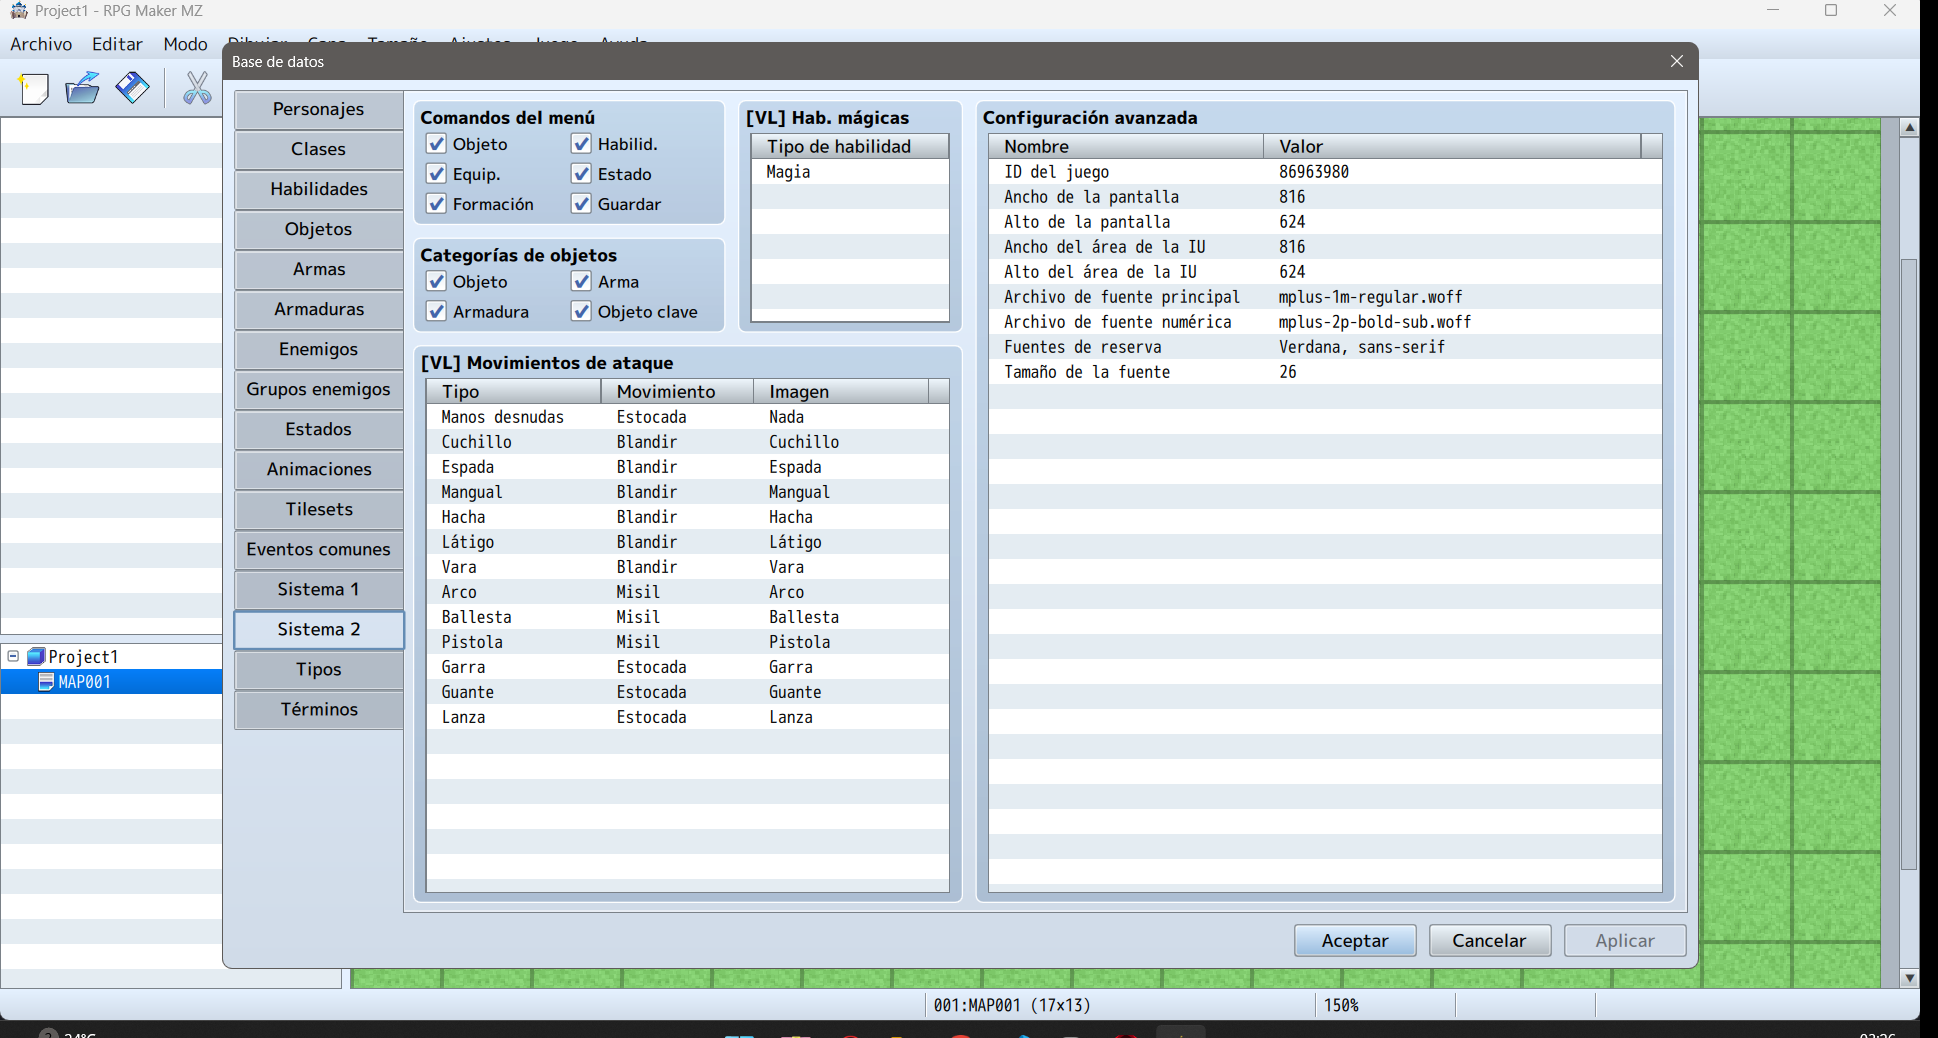 Project1 - RPG Maker MZ
Archivo Editar Modo
Base de datos
Personajes
Clases
Habilidades
Objetos
Armas
Armaduras
Enemigos
Grupos enemigos
Estados
Animaciones
Tilesets
Eventos comunes
Sistema 1
Sistema 2
Tipos
Términos
Comandos del menú
Objeto Habilid.
Equip. Estado
Formación Guardar
Categorías de objetos
Objeto Arma
Armadura Objeto clave
[VL] Hab. mágicas
Tipo de habilidad
Magia
[VL] Movimientos de ataque
Tipo Movimiento Imagen
Manos desnudas Estocada Nada
Cuchillo Blandir Cuchillo
Espada Blandir Espada
Mangual Blandir Mangual
Hacha Blandir Hacha
Látigo Blandir Látigo
Vara Blandir Vara
Arco Misil Arco
Ballesta Misil Ballesta
Pistola Misil Pistola
Garra Estocada Garra
Guante Estocada Guante
Lanza Estocada Lanza
Configuración avanzada
Nombre Valor
ID del juego 86963980
Ancho de la pantalla 816
Alto de la pantalla 624
Ancho del área de la IU 816
Alto del área de la IU 624
Archivo de fuente principal mplus-1m-regular.woff
Archivo de fuente numérica mplus-2p-bold-sub.woff
Fuentes de reserva Verdana, sans-serif
Tamaño de la fuente 26
Aceptar Cancelar Aplicar
Project1
MAP001
001:MAP001 (17×13) 150%